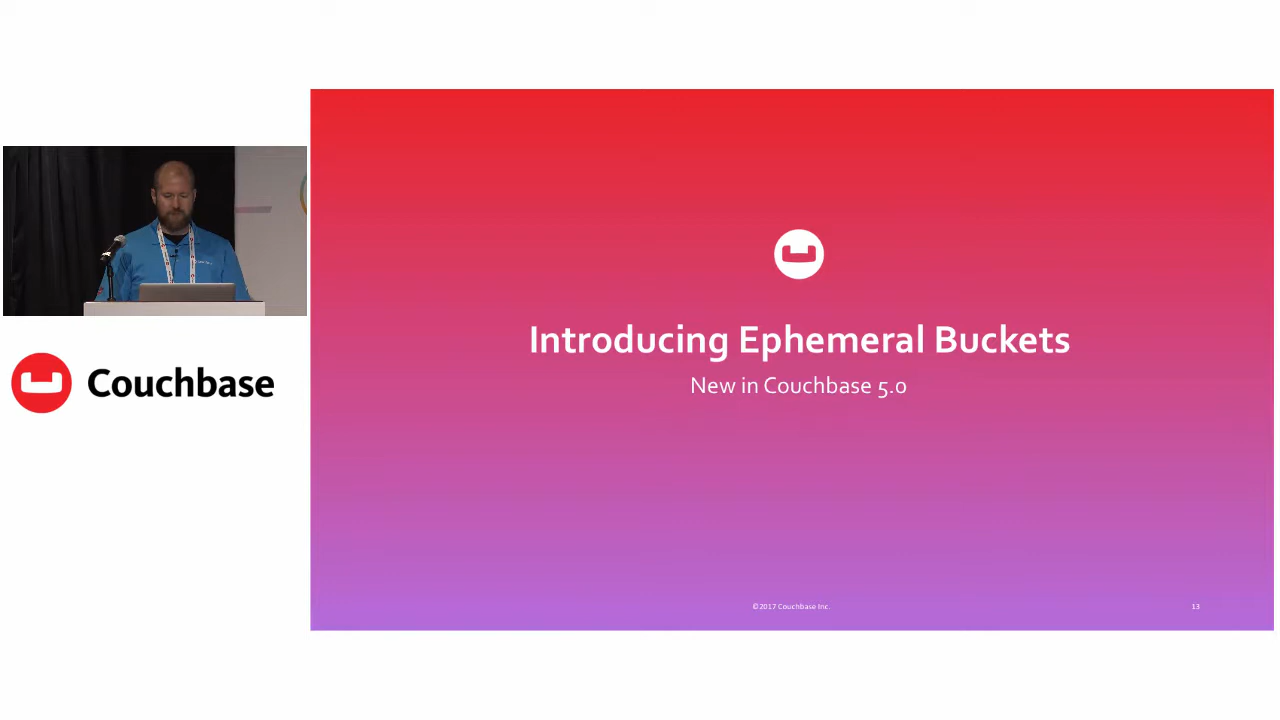 Couchbase
Introducing Ephemeral Buckets
New in Couchbase 5.0
©2017 Couchbase Inc.
13